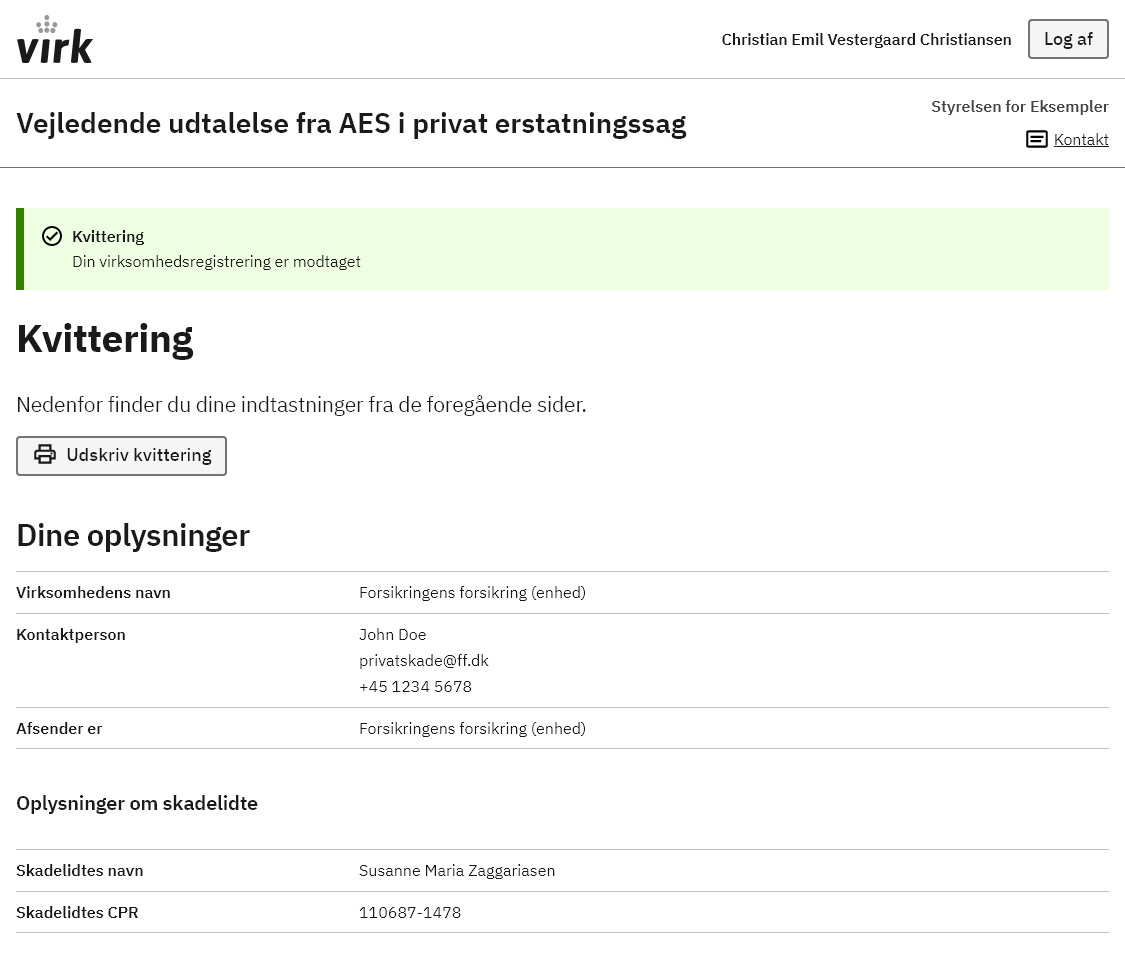 virk
Christian Emil Vestergaard Christiansen
Log af
Vejledende udtalelse fra AES i privat erstatningssag
Styrelsen for Eksempler
Kontakt
Kvittering
Din virksomhedsregistrering er modtaget
Kvittering
Nedenfor finder du dine indtastninger fra de foregående sider.
Udskriv kvittering
Dine oplysninger
Virksomhedens navn Forsikringens forsikring (enhed)
Kontaktperson John Doe
privatskade@ff.dk
+45 1234 5678
Afsender er Forsikringens forsikring (enhed)
Oplysninger om skadelidte
Skadelidtes navn Susanne Maria Zaggariasen
Skadelidtes CPR 110687-1478